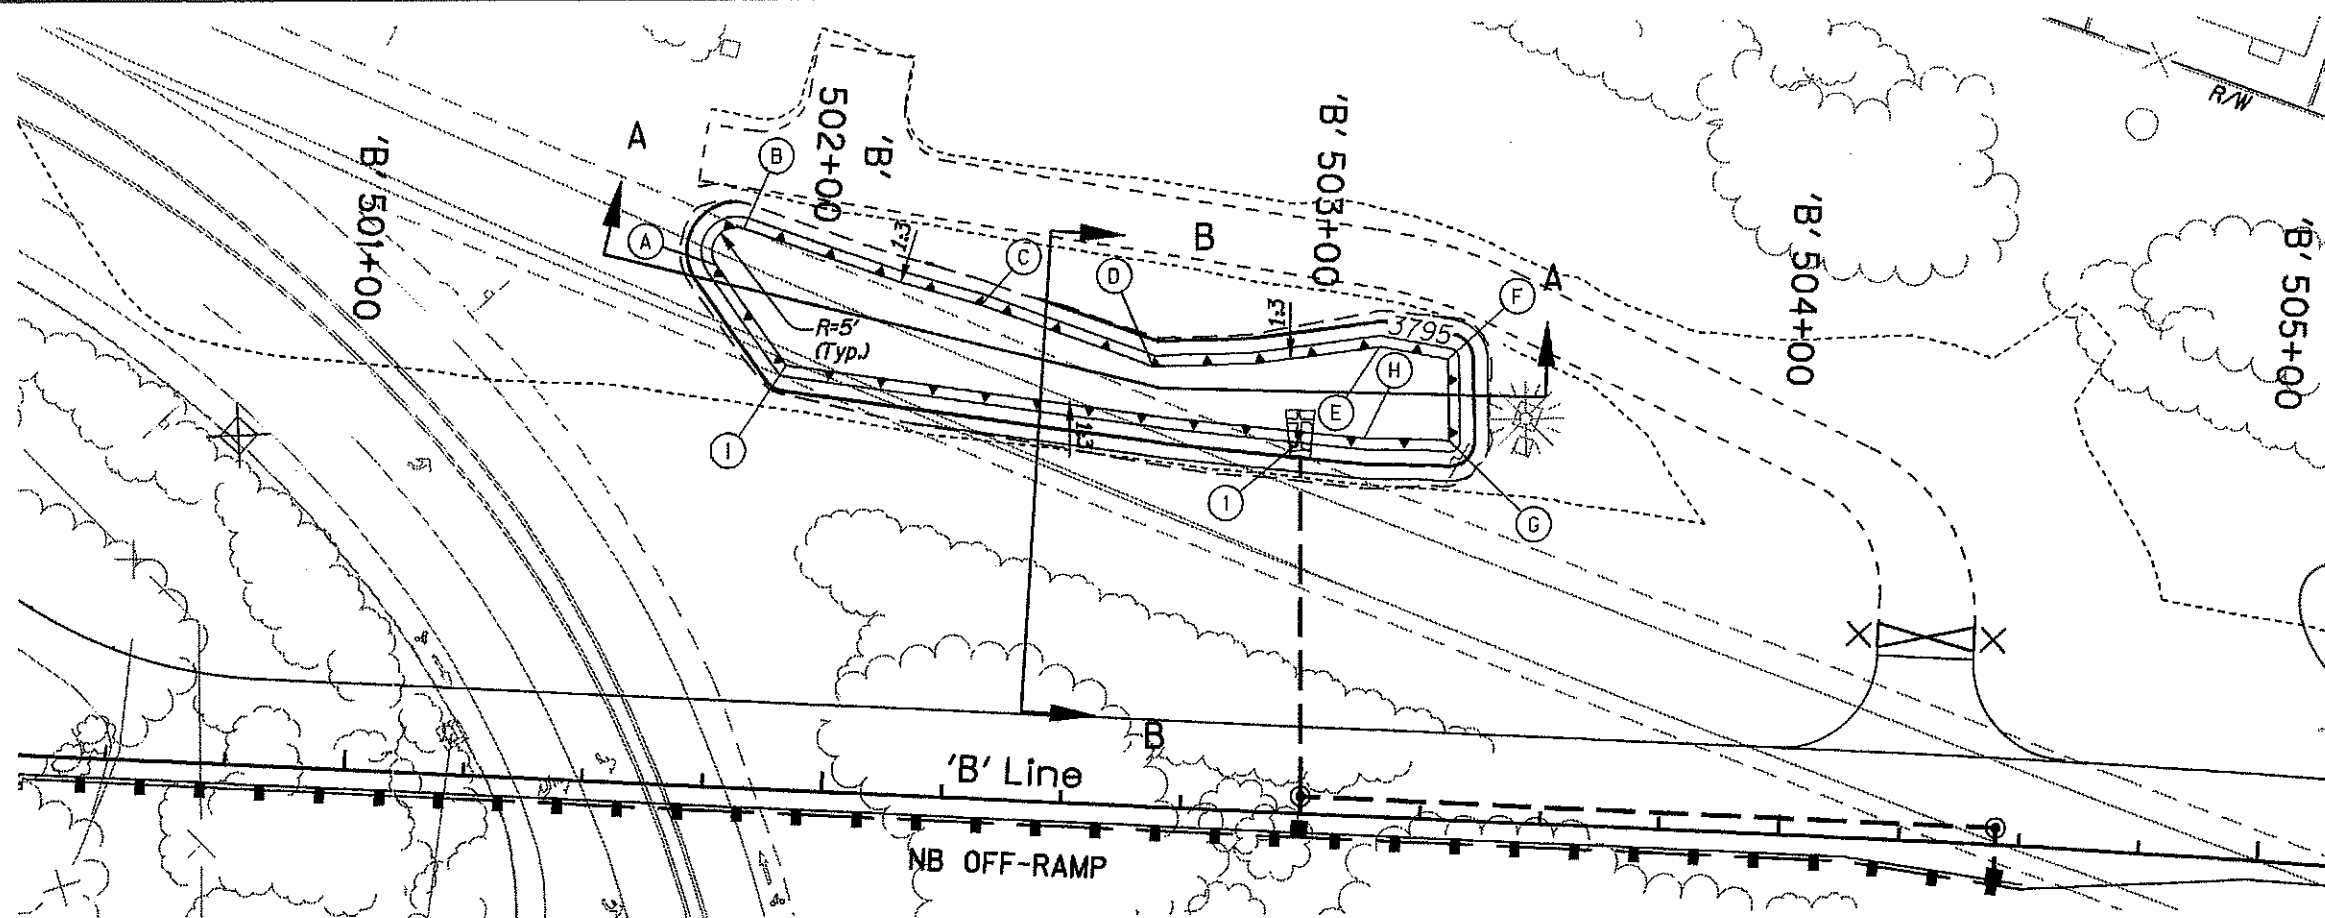 R/W
'B' 501+00
A
B
'B'
502+00
'B' 503+00
'B' 504+00
'B' 505+00
A
1:3
C
B
D
F
A
1:3
3795
R=5'
(Typ.)
H
E
1:3
I
1
G
B
'B' Line
NB OFF-RAMP